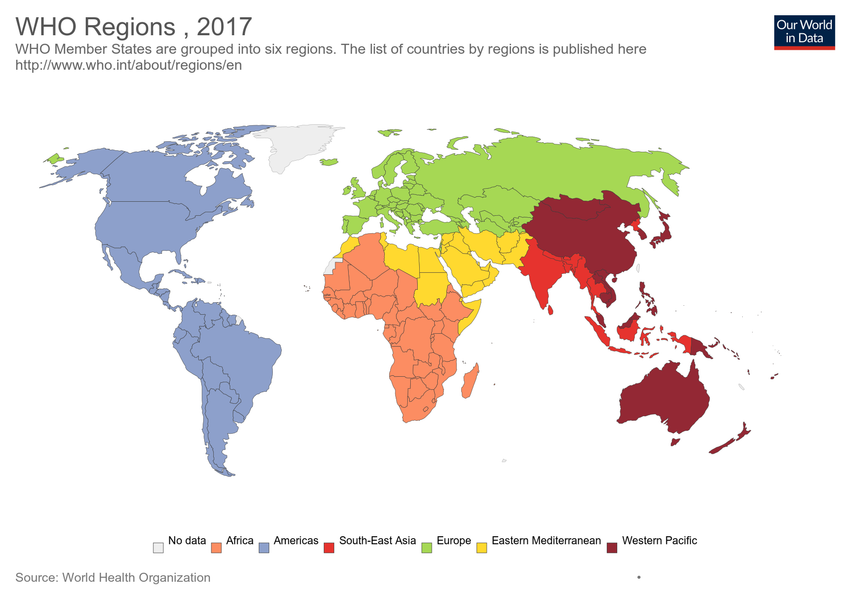 WHO Regions , 2017
Our World
in Data
WHO Member States are grouped into six regions. The list of countries by regions is published here
http://www.who.int/about/regions/en
No data
Africa
Americas
South-East Asia
Europe
Eastern Mediterranean
Western Pacific
Source: World Health Organization